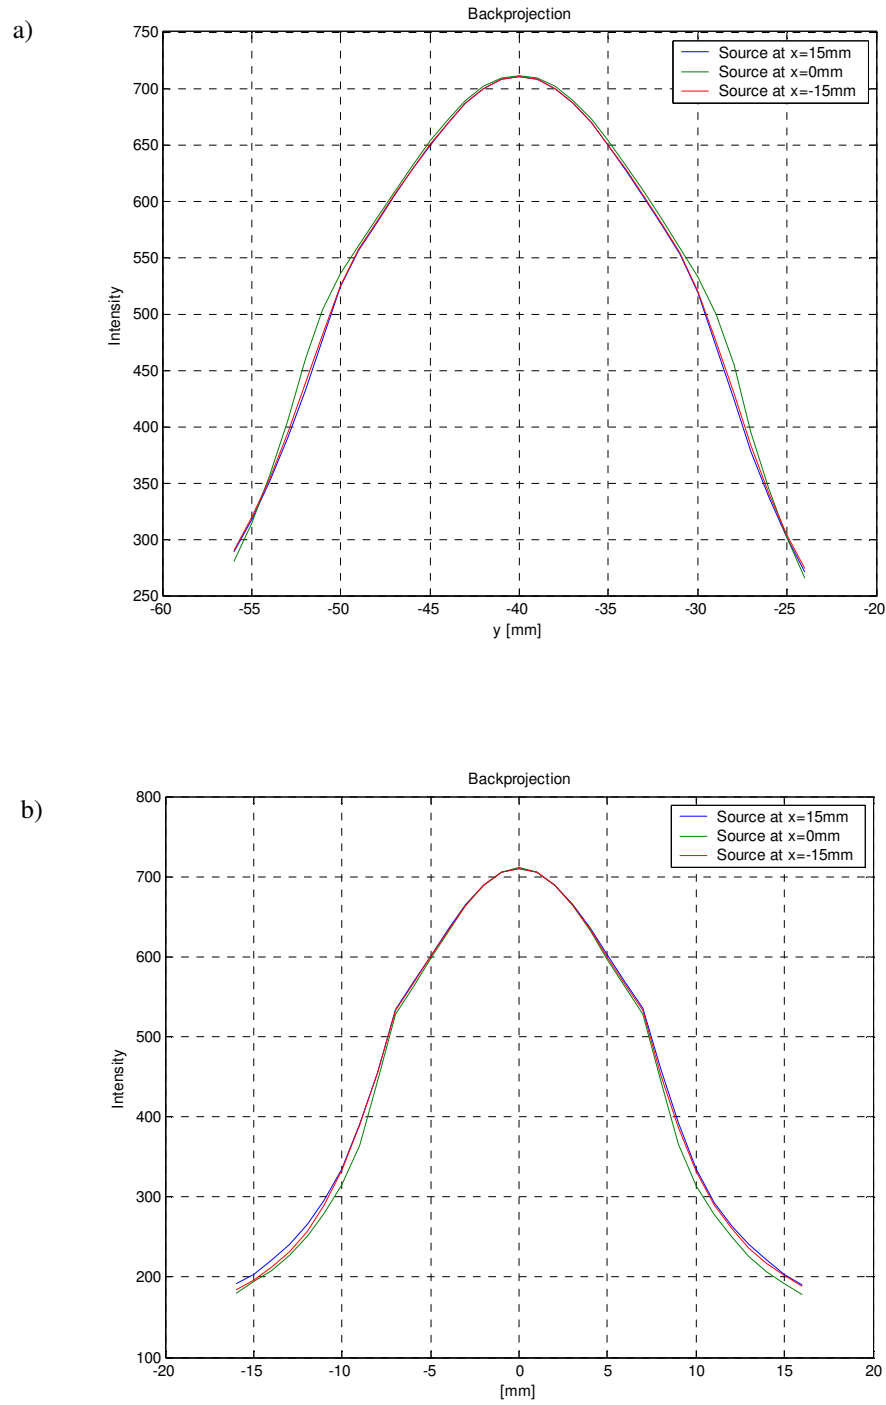 a)
Backprojection
750
700
650
600
550
500
450
400
350
300
250
Intensity
Source at x=15mm
Source at x=0mm
Source at x=-15mm
-60 -55 -50 -45 -40 -35 -30 -25 -20
y [mm]
b)
Backprojection
800
700
600
500
400
300
200
100
Intensity
Source at x=15mm
Source at x=0mm
Source at x=-15mm
-20 -15 -10 -5 0 5 10 15 20
[mm]